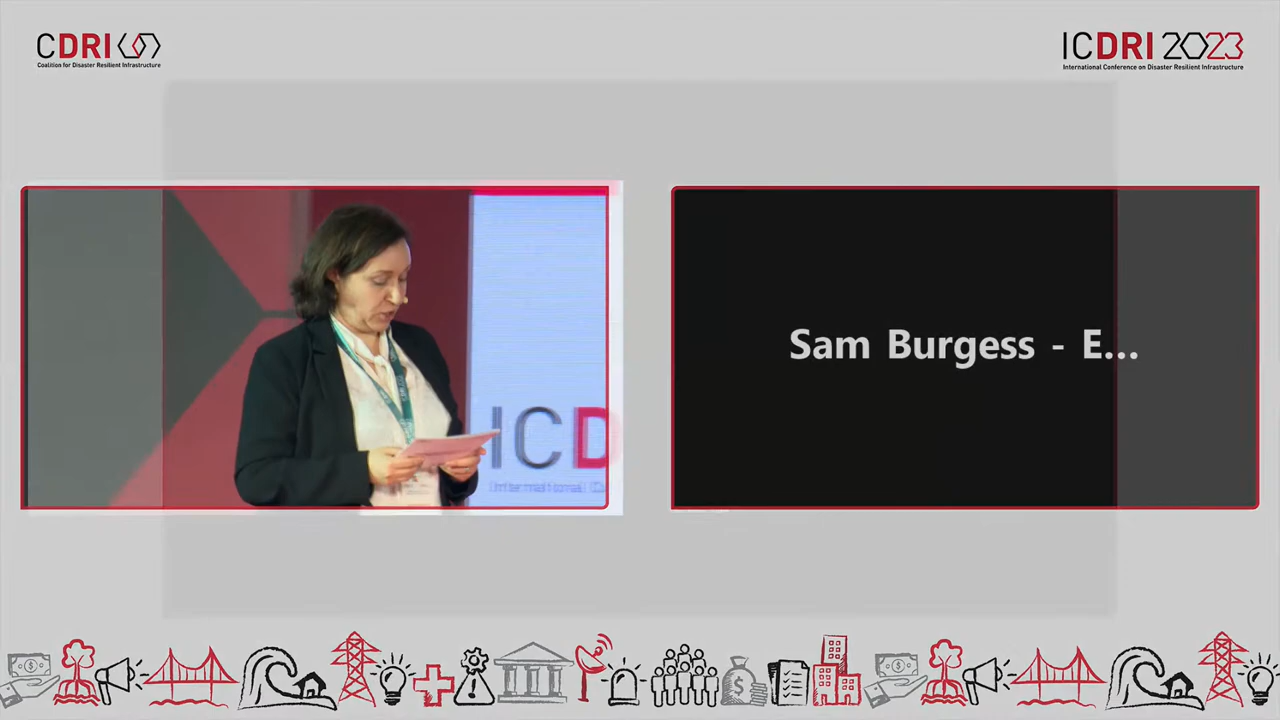 CDRI
Coalition for Disaster Resilient Infrastructure
ICDRI 2023
International Conference on Disaster Resilient Infrastructure
ICD
Sam Burgess - E...